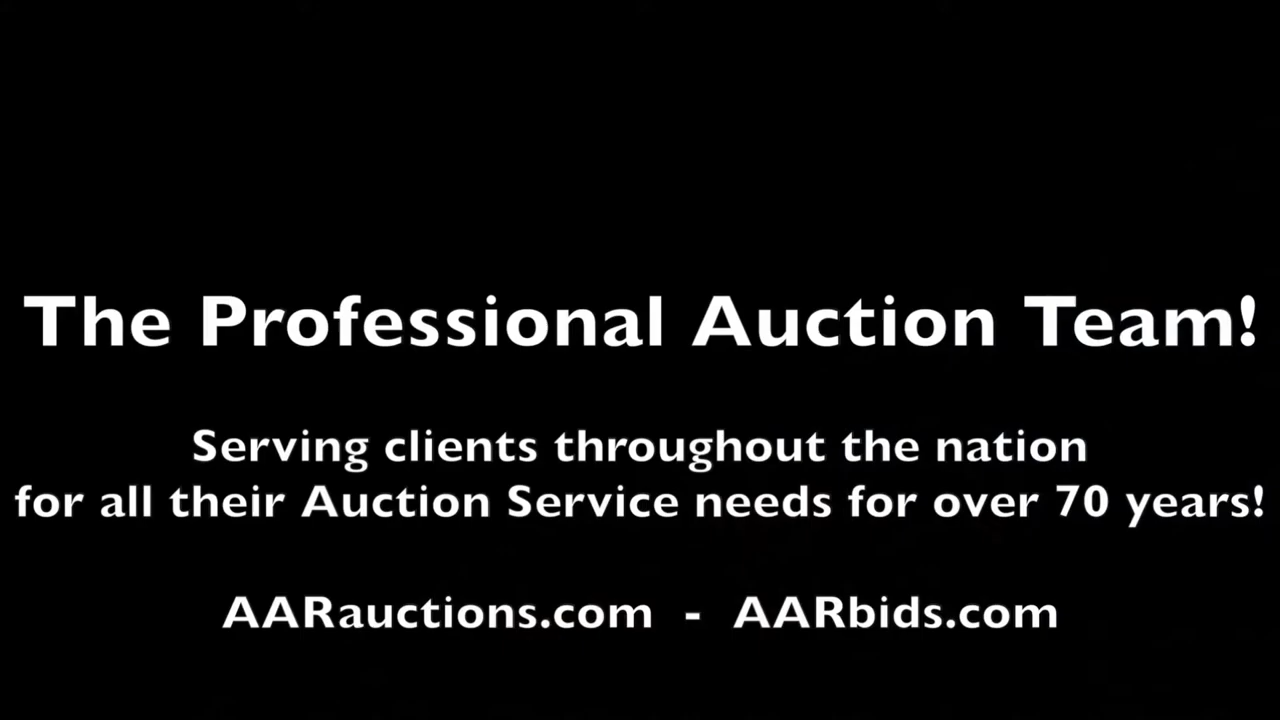 The Professional Auction Team!
Serving clients throughout the nation
for all their Auction Service needs for over 70 years!
AARauctions.com - AARbids.com